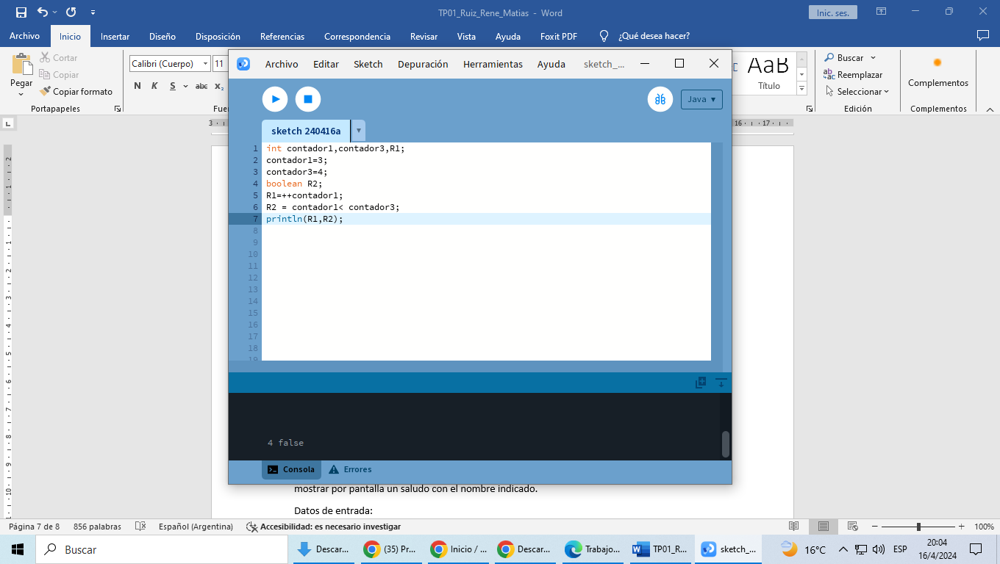 TP01_Ruiz_Rene_Matias - Word
Inic. ses.
Archivo Inicio Insertar Diseño Disposición Referencias Correspondencia Revisar Vista Ayuda Foxit PDF ¿Qué desea hacer?
Pegar
Cortar
Copiar
Copiar formato
Portapapeles
Calibri (Cuerpo) 11
N K S abc x₂
Fuer
AaB
Título
Buscar
Reemplazar
Seleccionar
Edición
Complementos
Complementos
Archivo Editar Sketch Depuración Herramientas Ayuda sketch_...
Java
sketch 240416a
1 int contador1,contador3,R1;
2 contador1=3;
3 contador3=4;
4 boolean R2;
5 R1=++contador1;
6 R2 = contador1< contador3;
7 println(R1,R2);
8
9
10
11
12
13
14
15
16
17
18
19
4 false
Consola Errores
mostrar por pantalla un saludo con el nombre indicado.
Datos de entrada:
Página 7 de 8 856 palabras Español (Argentina) Accesibilidad: es necesario investigar 100%
Buscar Descar... (35) Pr... Inicio / ... Descar... Trabajo... TP01_R... sketch_... 16°C ESP
20:04
16/4/2024